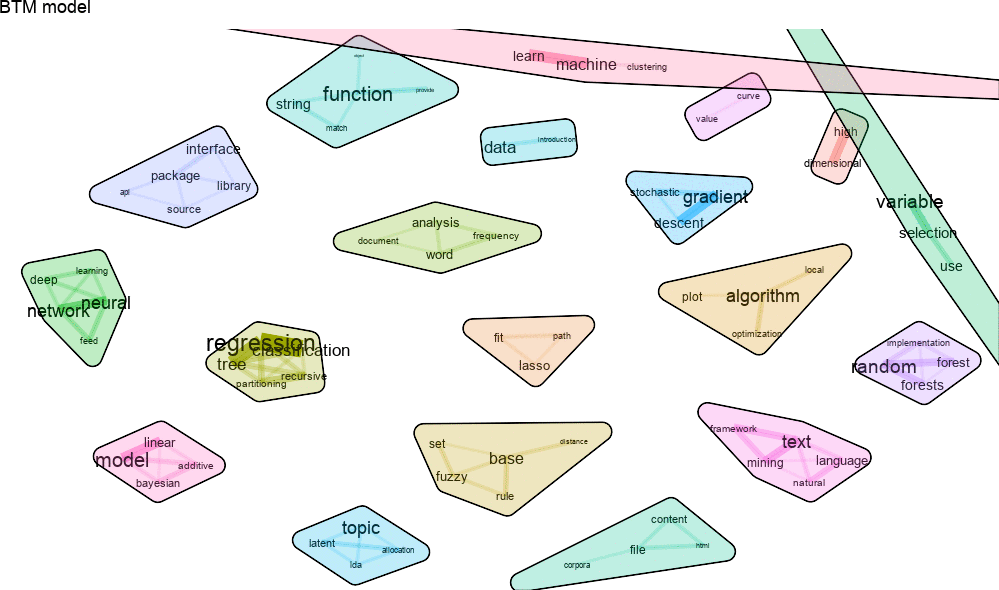 BTM model
learn
machine
clustering
object
function
provide
string
match
curve
value
high
dimensional
data
introduction
interface
package
api
library
source
stochastic
gradient
descent
variable
selection
use
analysis
document
frequency
word
deep
learning
network
neural
feed
local
plot
algorithm
optimization
regression
classification
tree
recursive
partitioning
fit
path
lasso
implementation
random
forest
forests
linear
model
additive
bayesian
set
distance
base
fuzzy
rule
framework
text
mining
language
natural
topic
latent
allocation
lda
content
file
html
corpora